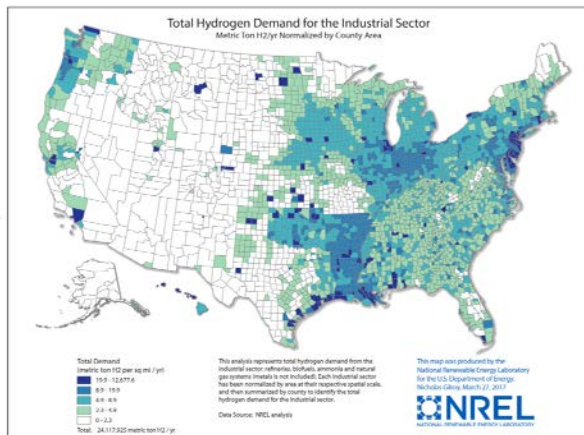 Total Hydrogen Demand for the Industrial Sector
Metric Ton H2/yr Normalized by County Area
Total Demand
(metric ton H2 per sq mi / yr)
19.9 - 12,677.6
8.9 - 19.9
4.9 - 8.9
2.3 - 4.9
0 - 2.3
Total: 24,117,925 metric ton H2 / yr
This analysis represents total hydrogen demand from the
industrial sector: refineries, biofuels, ammonia and natural
gas systems (metals is not included). Each industrial sector
has been normalized by area at their respective spatial scale,
and then summarized by county to identify the total
hydrogen demand for the industrial sector.
Data Source: NREL analysis
This map was produced by the
National Renewable Energy Laboratory
for the U.S. Department of Energy.
Nicholas Gilroy, March 27, 2017
NREL
NATIONAL RENEWABLE ENERGY LABORATORY